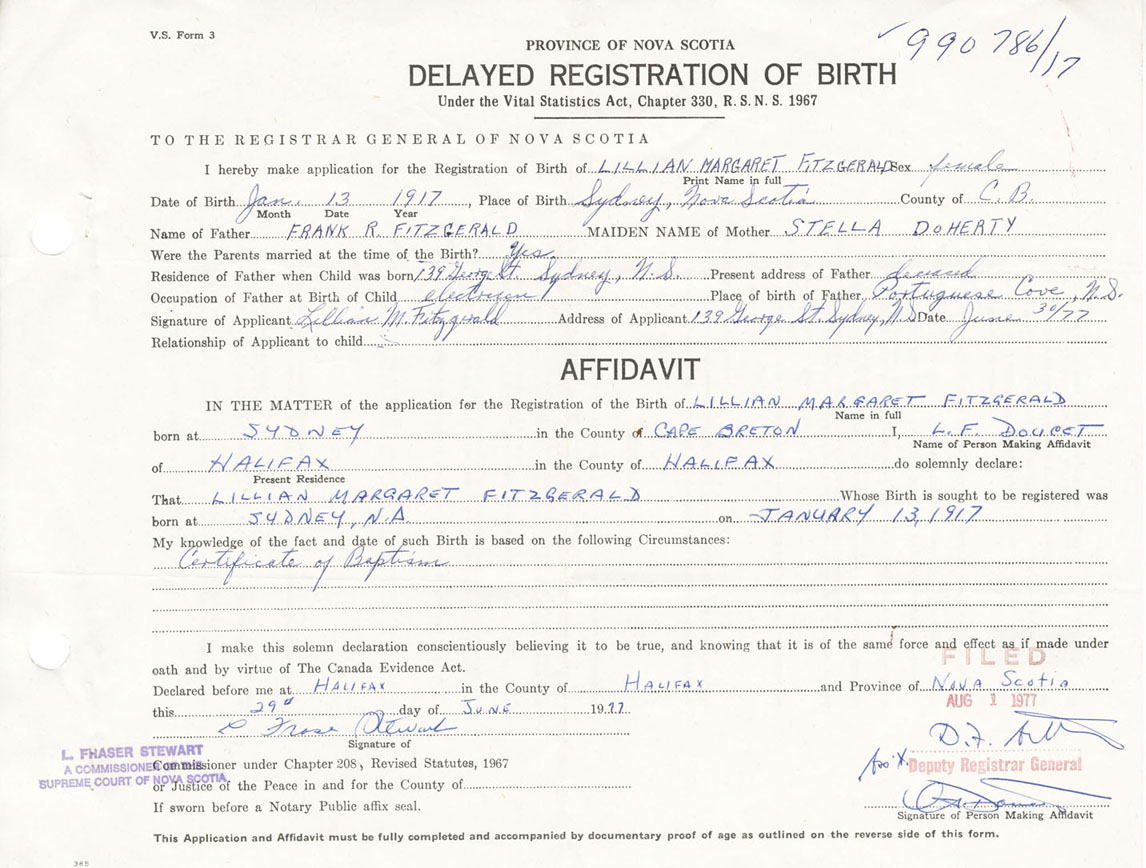 V.S. Form 3
990 786/17
PROVINCE OF NOVA SCOTIA
DELAYED REGISTRATION OF BIRTH
Under the Vital Statistics Act, Chapter 330, R. S. N. S. 1967
TO THE REGISTRAR GENERAL OF NOVA SCOTIA
I hereby make application for the Registration of Birth of LILLIAN MARGARET FITZGERALD Sex female
Print Name in full
Date of Birth Jan. 13 1917, Place of Birth Sydney, Nova Scotia County of C. B.
Month Date Year
Name of Father FRANK R. FITZGERALD MAIDEN NAME of Mother STELLA DOHERTY
Were the Parents married at the time of the Birth? Yes.
Residence of Father when Child was born 139 Georg St. Sydney, N.S. Present address of Father deceased
Occupation of Father at Birth of Child electricen Place of birth of Father Portuguese Cove, N.S.
Signature of Applicant Lillian M. Fitzgerald Address of Applicant 139 George St. Sydney, N.S Date June 30/77
Relationship of Applicant to child
AFFIDAVIT
IN THE MATTER of the application for the Registration of the Birth of LILLIAN MARGARET FITZGERALD
Name in full
born at SYDNEY in the County of CAPE BRETON I, L. F. DOUCET
Name of Person Making Affidavit
of HALIFAX in the County of HALIFAX do solemnly declare:
Present Residence
That LILLIAN MARGARET FITZGERALD Whose Birth is sought to be registered was
born at SYDNEY, N.S. on JANUARY 13, 1917
My knowledge of the fact and date of such Birth is based on the following Circumstances:
Certificate of Baptism
I make this solemn declaration conscientiously believing it to be true, and knowing that it is of the same force and effect as if made under
oath and by virtue of The Canada Evidence Act.
FILED
Declared before me at HALIFAX in the County of HALIFAX and Province of NOVA SCOTIA
AUG 1 1977
this 29th day of JUNE 1977
Signature of
L. FRASER STEWART
A COMMISSIONER OF THE
SUPREME COURT OF NOVA SCOTIA
Commissioner under Chapter 208, Revised Statutes, 1967
or Justice of the Peace in and for the County of
If sworn before a Notary Public affix seal.
Deputy Registrar General
Signature of Person Making Affidavit
This Application and Affidavit must be fully completed and accompanied by documentary proof of age as outlined on the reverse side of this form.
385